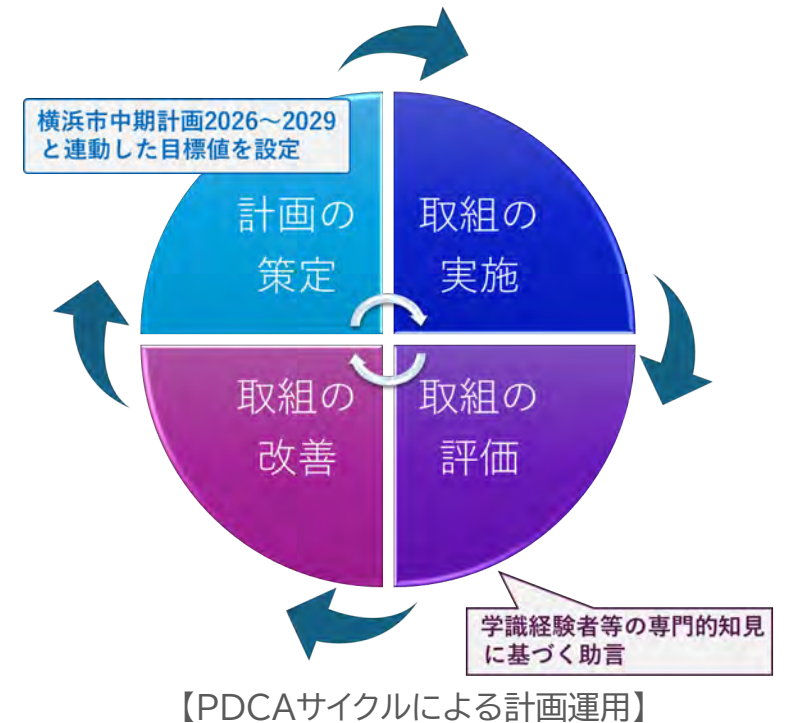 横浜市中期計画2026～2029
と連動した目標値を設定
計画の
策定
取組の
実施
取組の
改善
取組の
評価
学識経験者等の専門的知見
に基づく助言
【PDCAサイクルによる計画運用】